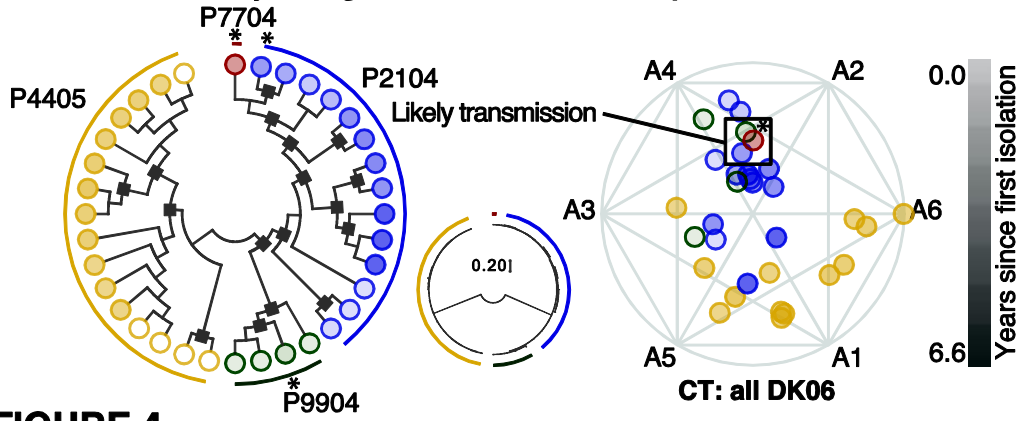 P7704
* *
P4405
P2104
P9904
*
0.20
Likely transmission
*
A4
A2
A3
A6
A5
A1
CT: all DK06
0.0
6.6
Years since first isolation